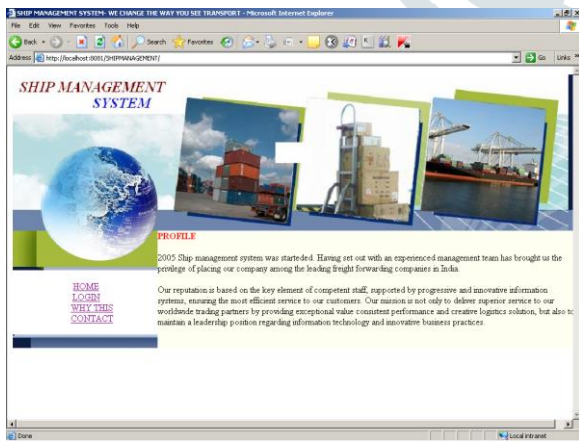 SHIP MANAGEMENT SYSTEM- WE CHANGE THE WAY YOU SEE TRANSPORT - Microsoft Internet Explorer
File Edit View Favorites Tools Help
Back Search Favorites
Address http://localhost:8081/SHIPMANAGEMENT/ Go Links »
SHIP MANAGEMENT
SYSTEM
PROFILE
2005 Ship management system was starteded. Having set out with an experienced management team has brought us the
privilege of placing our company among the leading freight forwarding companies in India.
Our reputation is based on the key element of competent staff, supported by progressive and innovative information
systems, ensuring the most efficient service to our customers. Our mission is not only to deliver superior service to our
worldwide trading partners by providing exceptional value consistent performance and creative logistics solution, but also to
maintain a leadership position regarding information technology and innovative business practices.
HOME
LOGIN
WHY THIS
CONTACT
Done Local intranet